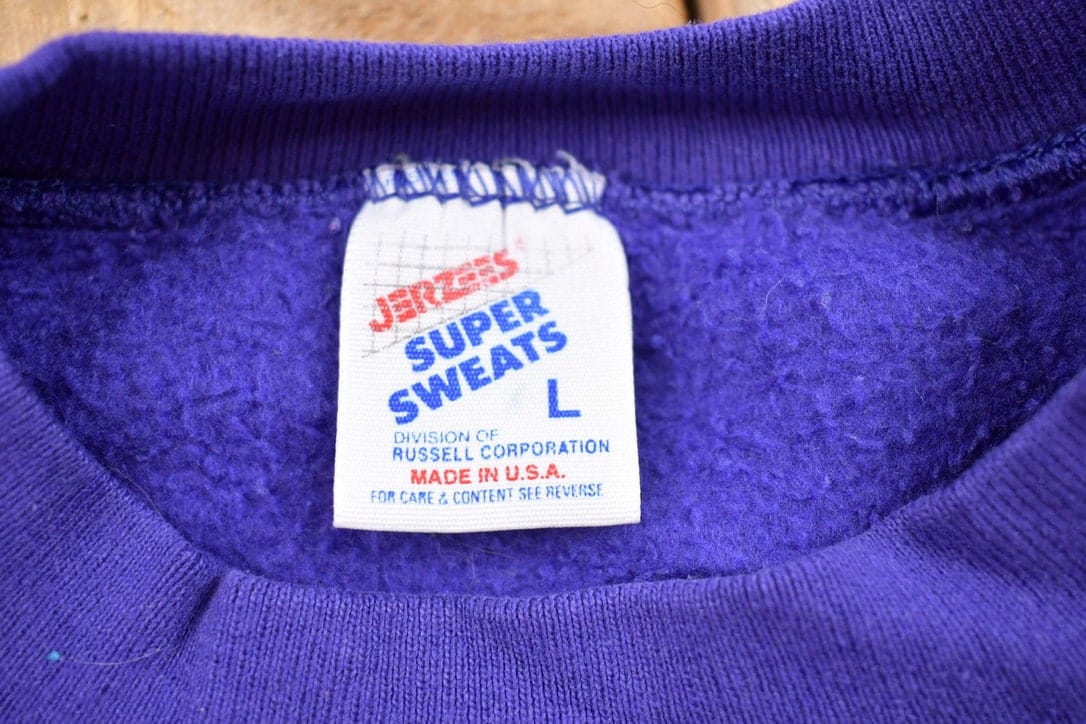 JERZEES®
SUPER
SWEATS
L
DIVISION OF
RUSSELL CORPORATION
MADE IN U.S.A.
FOR CARE & CONTENT SEE REVERSE